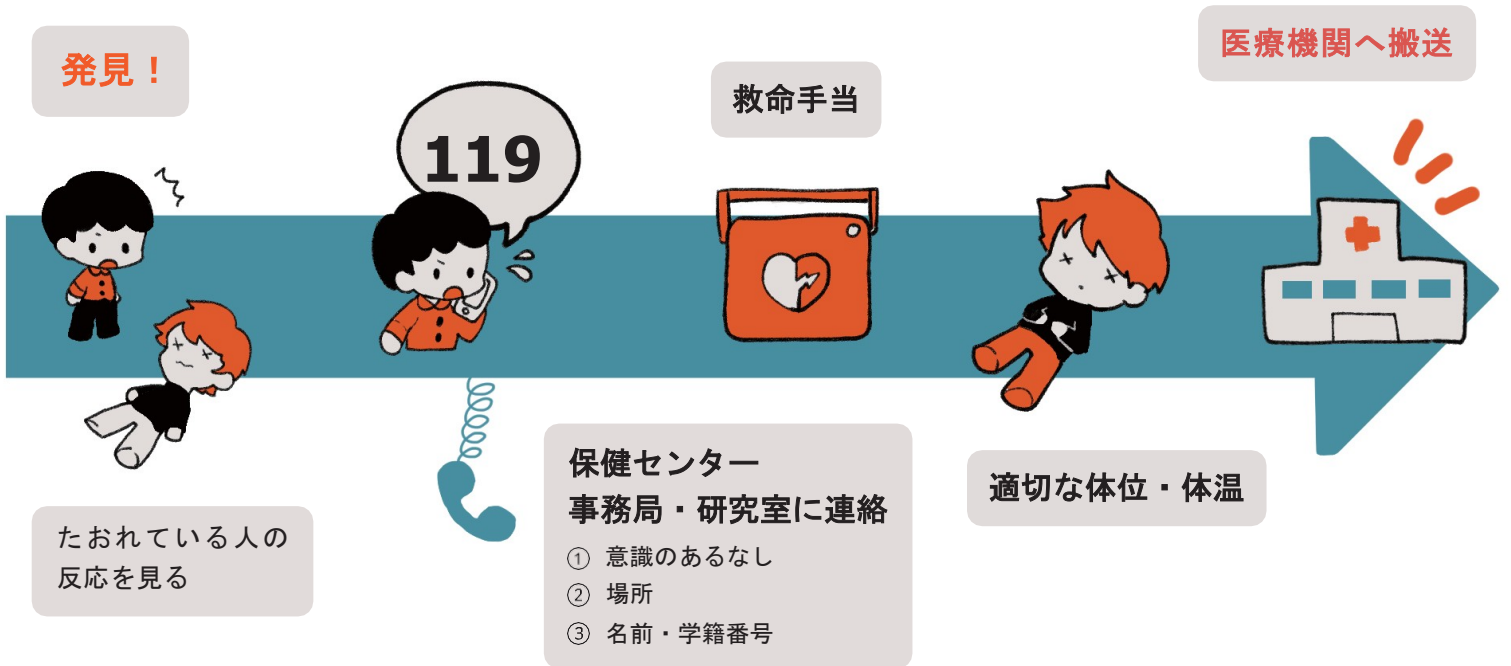 発見！
たおれている人の
反応を見る
119
保健センター
事務局・研究室に連絡
① 意識のあるなし
② 場所
③ 名前・学籍番号
救命手当
適切な体位・体温
医療機関へ搬送